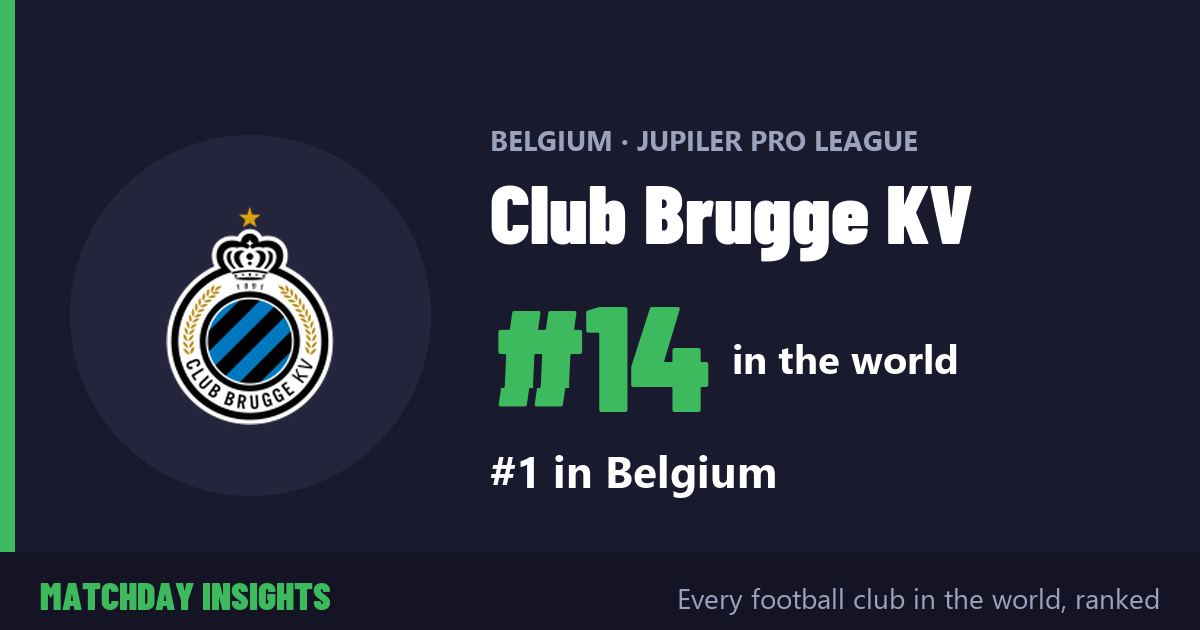 BELGIUM · JUPILER PRO LEAGUE
Club Brugge KV
#14 in the world
#1 in Belgium
1891
CLUB BRUGGE KV
MATCHDAY INSIGHTS
Every football club in the world, ranked